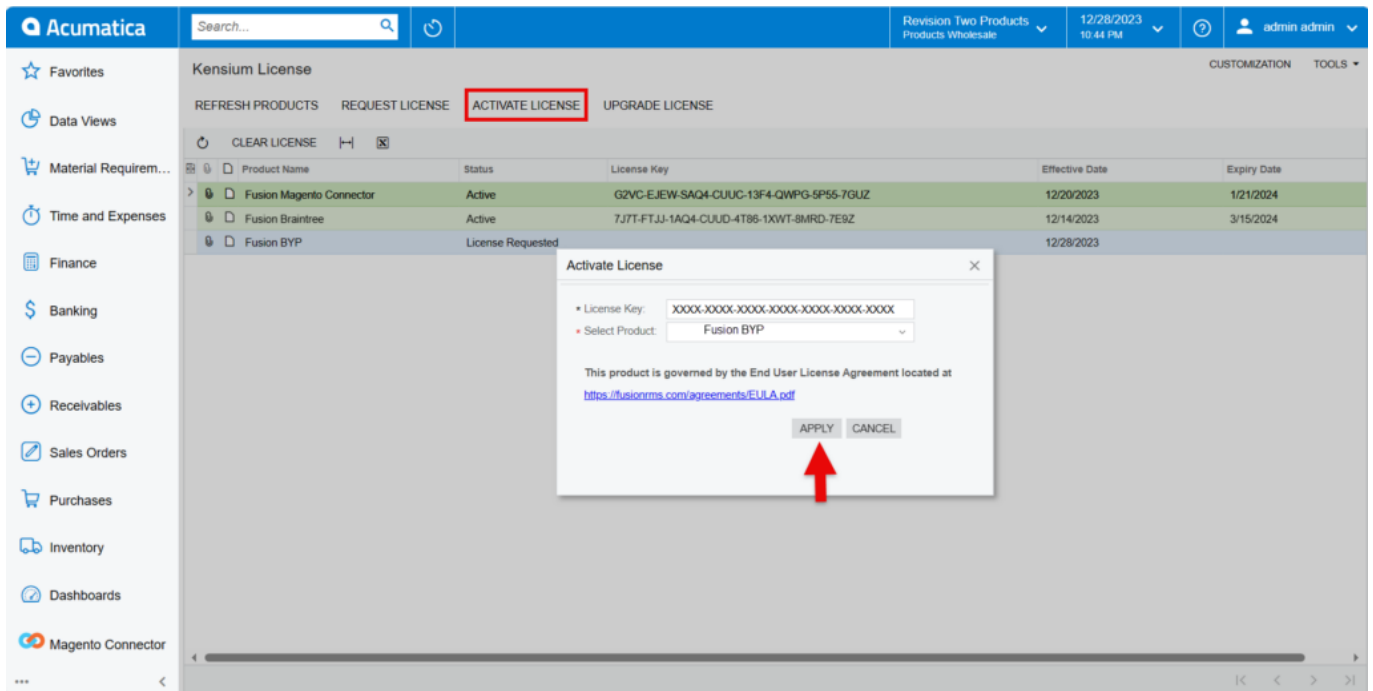 Acumatica
Search...
Revision Two Products
Products Wholesale
12/28/2023
10:44 PM
admin admin
Favorites
Data Views
Material Requirem...
Time and Expenses
Finance
Banking
Payables
Receivables
Sales Orders
Purchases
Inventory
Dashboards
Magento Connector
Kensium License
CUSTOMIZATION TOOLS
REFRESH PRODUCTS REQUEST LICENSE ACTIVATE LICENSE UPGRADE LICENSE
CLEAR LICENSE
Product Name Status License Key Effective Date Expiry Date
Fusion Magento Connector Active G2VC-EJEW-SAQ4-CUUC-13F4-QWPG-5P55-7GUZ 12/20/2023 1/21/2024
Fusion Braintree Active 7J7T-FTJJ-1AQ4-CUUD-4T86-1XWT-8MRD-7E9Z 12/14/2023 3/15/2024
Fusion BYP License Requested 12/28/2023
Activate License
* License Key: XXXX-XXXX-XXXX-XXXX-XXXX-XXXX-XXXX
* Select Product: Fusion BYP
This product is governed by the End User License Agreement located at
https://fusionrms.com/agreements/EULA.pdf
APPLY CANCEL